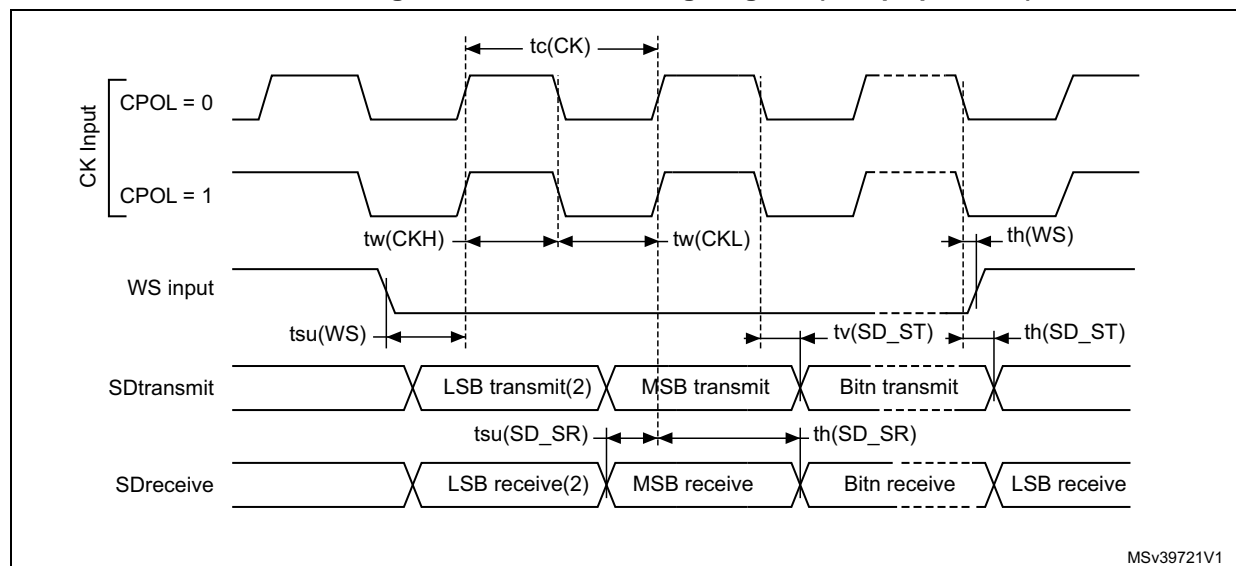 tc(CK)
CK Input
CPOL = 0
CPOL = 1
tw(CKH)
tw(CKL)
th(WS)
WS input
tsu(WS)
tv(SD_ST)
th(SD_ST)
SDtransmit
LSB transmit(2)
MSB transmit
Bitn transmit
tsu(SD_SR)
th(SD_SR)
SDreceive
LSB receive(2)
MSB receive
Bitn receive
LSB receive
MSv39721V1